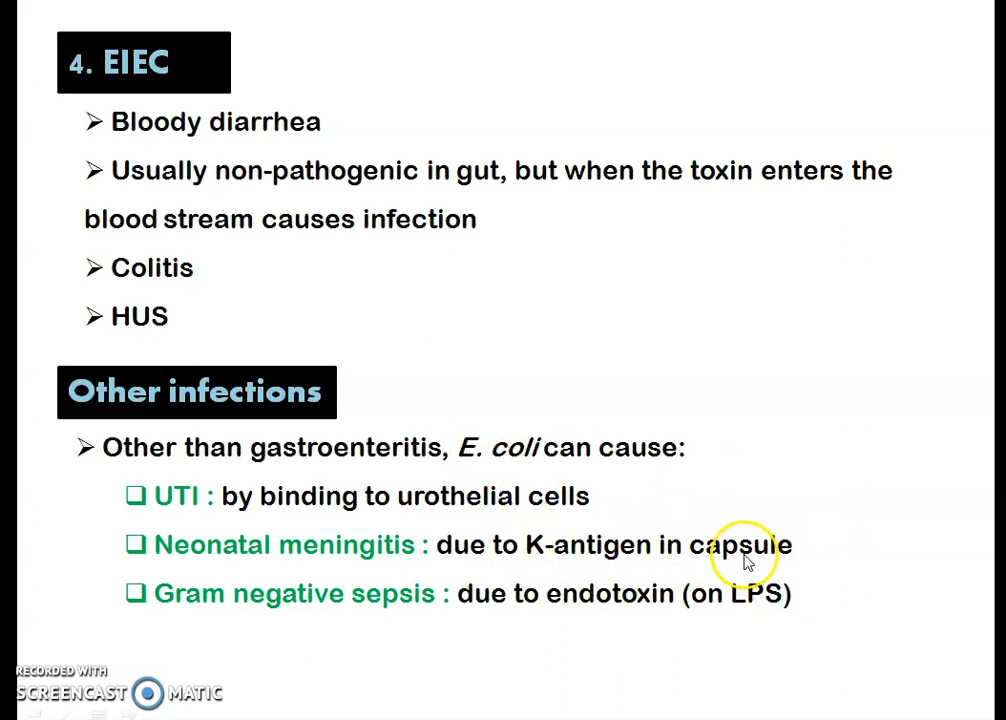 4. EIEC
➢ Bloody diarrhea
➢ Usually non-pathogenic in gut, but when the toxin enters the
blood stream causes infection
➢ Colitis
➢ HUS
Other infections
➢ Other than gastroenteritis, E. coli can cause:
❑ UTI : by binding to urothelial cells
❑ Neonatal meningitis : due to K-antigen in capsule
❑ Gram negative sepsis : due to endotoxin (on LPS)
RECORDED WITH
SCREENCAST MATIC